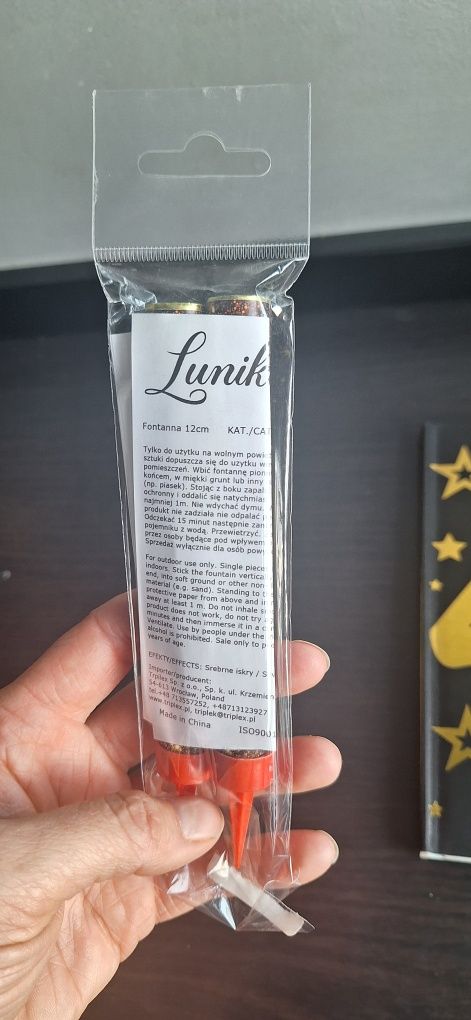 Lunik
Fontanna 12cm KAT./CAT
Tylko do użytku na wolnym powie
sztuki dopuszcza się do użytku w
pomieszczeń. Wbić fontannę pion
końcem, w miękki grunt lub inny
(np. piasek). Stojąc z boku zapal
ochronny i oddalić się natychmias
najmniej 1m. Nie wdychać dymu.
produkt nie zadziała nie odpalać p
Odczekać 15 minut następnie zan
pojemniku z wodą. Przewietrzyć.
przez osoby będące pod wpływem
Sprzedaż wyłącznie dla osób pow
For outdoor use only. Single piece
indoors. Stick the fountain vertica
end, into soft ground or other non
material (e.g. sand). Standing to t
protective paper from above and i
away at least 1 m. Do not inhale s
product does not work, do not try a
minutes and then immerse it in a c
Ventilate. Use by people under the
alcohol is prohibited. Sale only to p
years of age.
EFEKTY/EFFECTS: Srebrne iskry / S
Importer/producent:
Triplex Sp. z o.o., Sp. k. ul. Krzemien
54-613 Wrocław, Poland
tel.+48 713557252, +48713123927
www.triplex.pl, triplek@triplex.pl
Made in China ISO9001